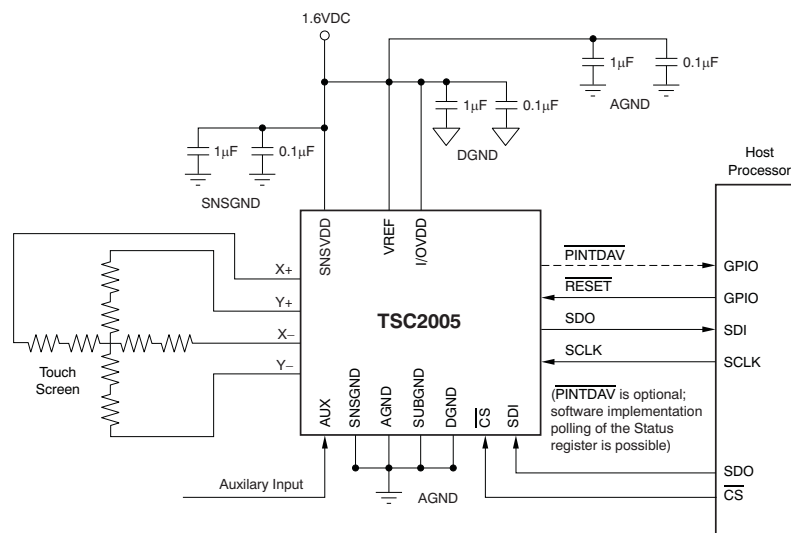 1.6VDC
1µF
0.1µF
AGND
1µF
0.1µF
DGND
1µF
0.1µF
SNSGND
Host
Processor
SNSVDD
VREF
I/OVDD
X+
Y+
X−
Y−
TSC2005
PINTDAV
GPIO
RESET
GPIO
SDO
SDI
SCLK
SCLK
Touch
Screen
(PINTDAV is optional;
software implementation
polling of the Status
register is possible)
AUX
SNSGND
AGND
SUBGND
DGND
CS
SDI
SDO
CS
Auxilary Input
AGND